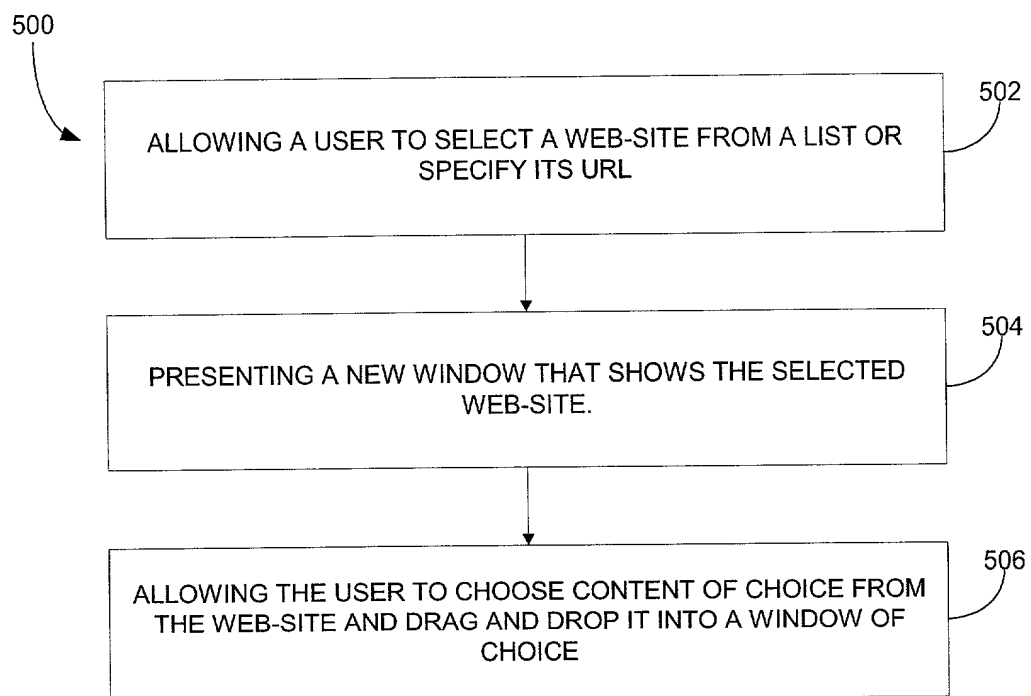 500
502
ALLOWING A USER TO SELECT A WEB-SITE FROM A LIST OR
SPECIFY ITS URL
504
PRESENTING A NEW WINDOW THAT SHOWS THE SELECTED
WEB-SITE.
506
ALLOWING THE USER TO CHOOSE CONTENT OF CHOICE FROM
THE WEB-SITE AND DRAG AND DROP IT INTO A WINDOW OF
CHOICE